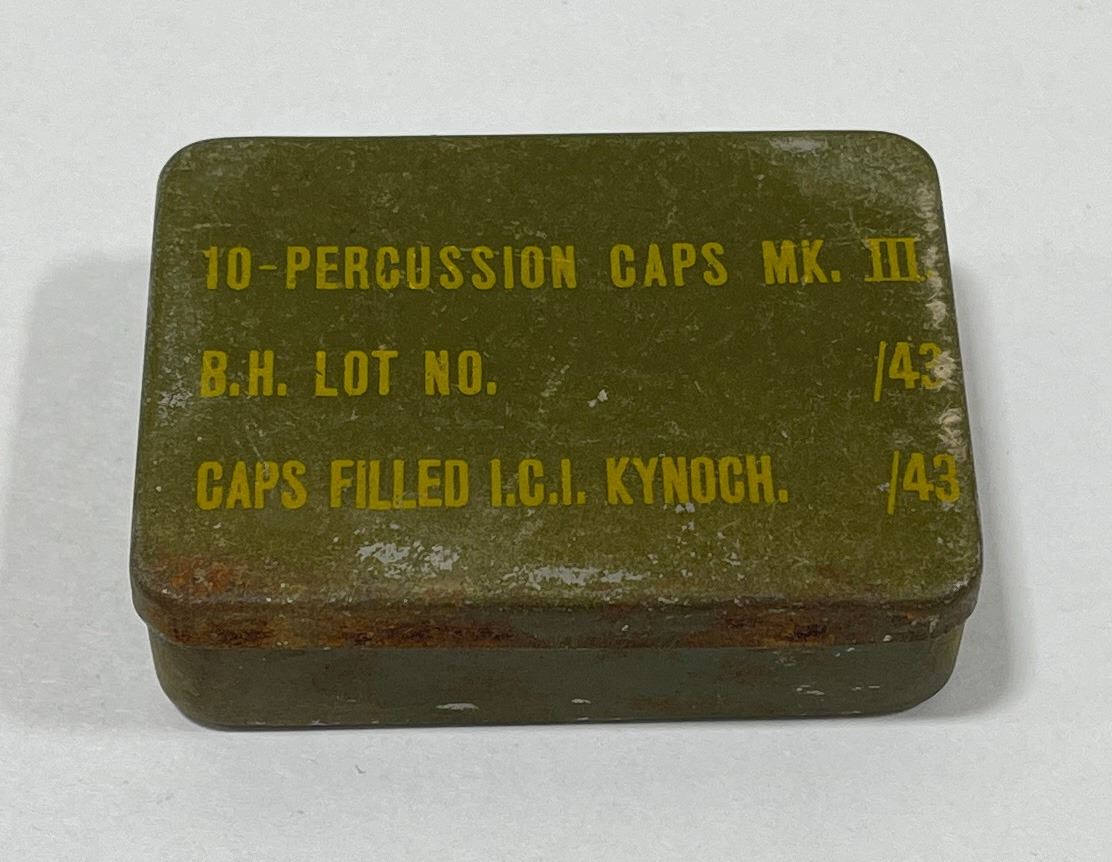 10-PERCUSSION CAPS MK. III.
B.H. LOT NO. /43
CAPS FILLED I.C.I. KYNOCH. /43